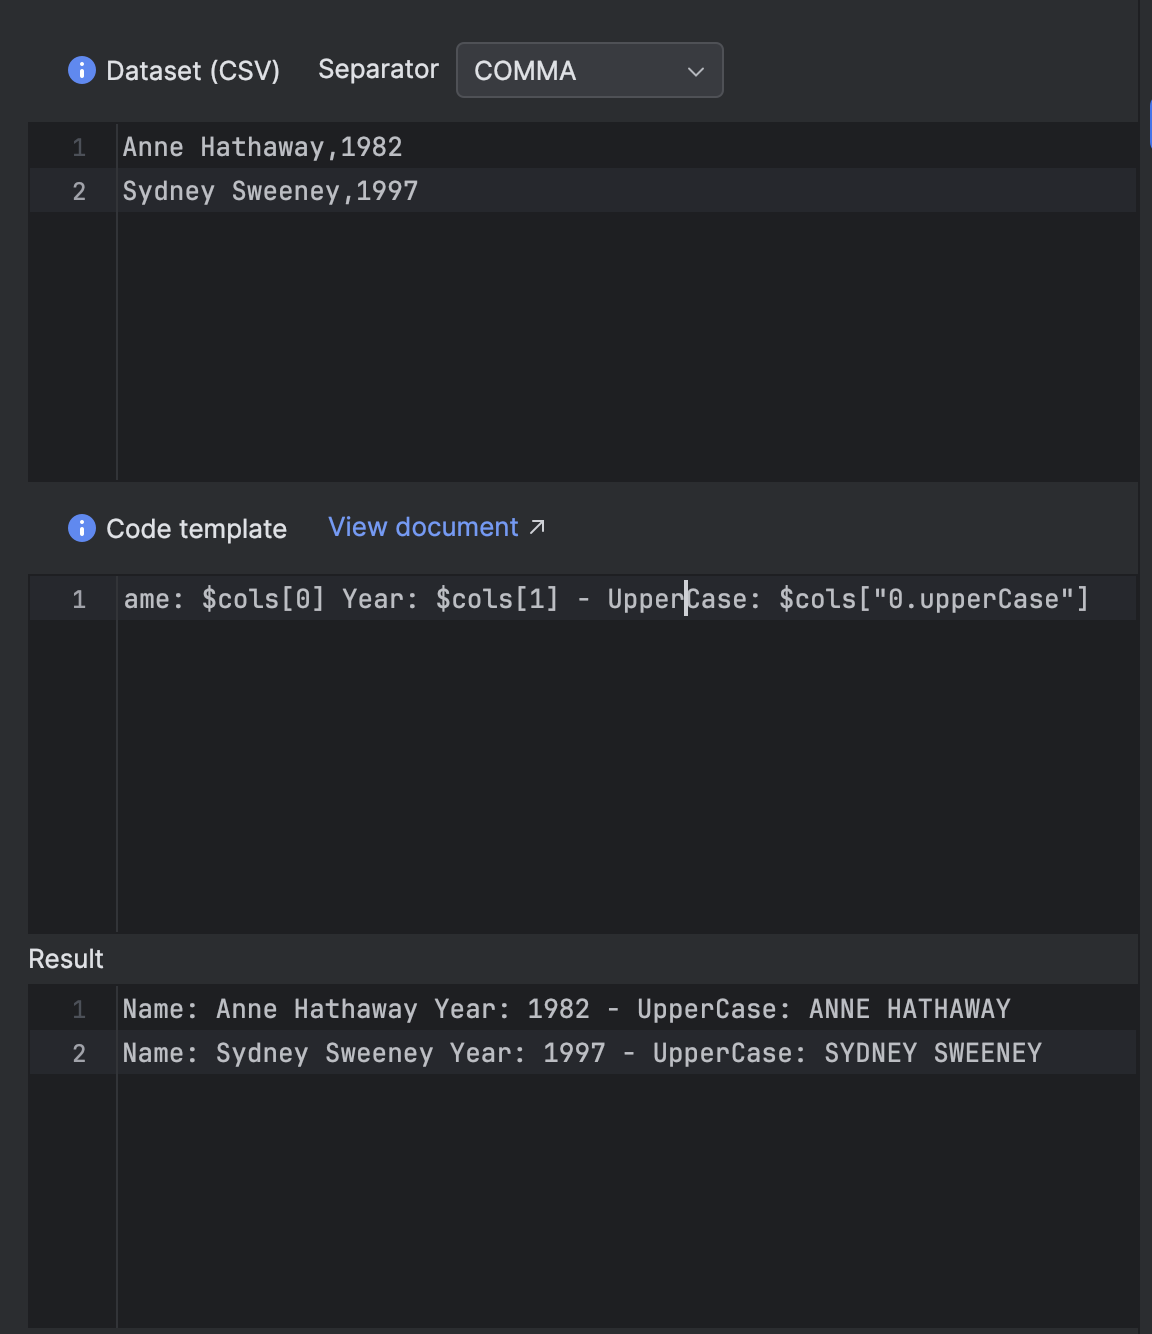 Dataset (CSV) Separator COMMA
1 Anne Hathaway,1982
2 Sydney Sweeney,1997
Code template View document ↗
1 ame: $cols[0] Year: $cols[1] - UpperCase: $cols["0.upperCase"]
Result
1 Name: Anne Hathaway Year: 1982 - UpperCase: ANNE HATHAWAY
2 Name: Sydney Sweeney Year: 1997 - UpperCase: SYDNEY SWEENEY